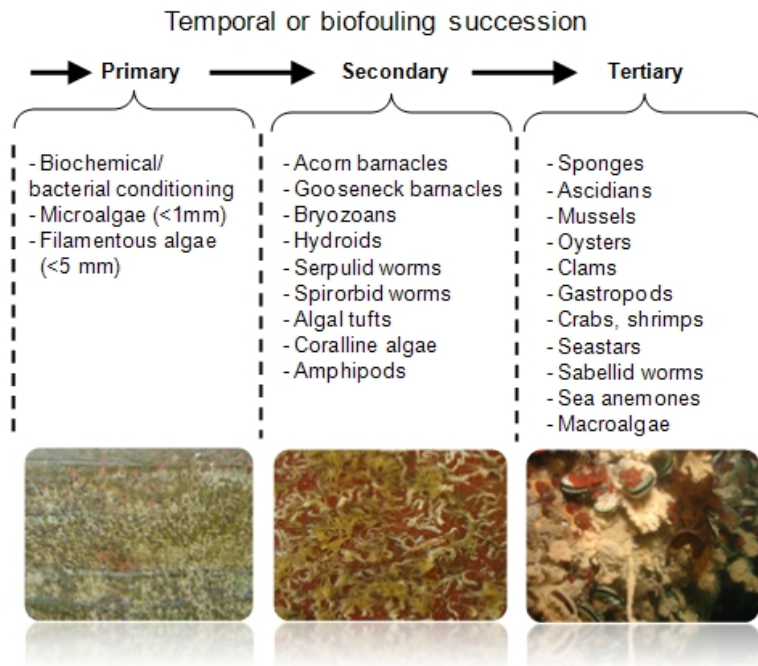 Temporal or biofouling succession
Primary
Secondary
Tertiary
- Biochemical/
bacterial conditioning
- Microalgae (<1mm)
- Filamentous algae
(<5 mm)
- Acorn barnacles
- Gooseneck barnacles
- Bryozoans
- Hydroids
- Serpulid worms
- Spirorbid worms
- Algal tufts
- Coralline algae
- Amphipods
- Sponges
- Ascidians
- Mussels
- Oysters
- Clams
- Gastropods
- Crabs, shrimps
- Seastars
- Sabellid worms
- Sea anemones
- Macroalgae